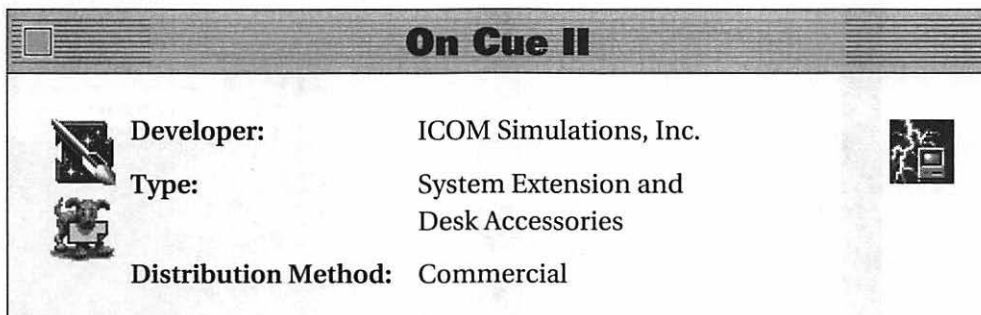 On Cue II
Developer: ICOM Simulations, Inc.
Type: System Extension and
Desk Accessories
Distribution Method: Commercial